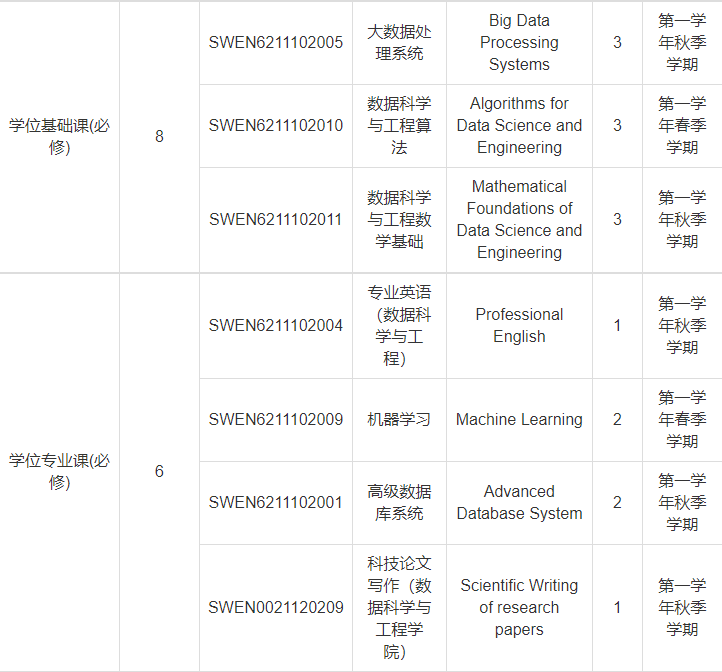 学位基础课(必
修)
8
SWEN6211102005
大数据处
理系统
Big Data
Processing
Systems
3
第一学
年秋季
学期
SWEN6211102010
数据科学
与工程算
法
Algorithms for
Data Science and
Engineering
3
第一学
年春季
学期
SWEN6211102011
数据科学
与工程数
学基础
Mathematical
Foundations of
Data Science and
Engineering
3
第一学
年秋季
学期
学位专业课(必
修)
6
SWEN6211102004
专业英语
（数据科
学与工
程）
Professional
English
1
第一学
年秋季
学期
SWEN6211102009
机器学习
Machine Learning
2
第一学
年春季
学期
SWEN6211102001
高级数据
库系统
Advanced
Database System
2
第一学
年秋季
学期
SWEN0021120209
科技论文
写作（数
据科学与
工程学
院）
Scientific Writing
of research
papers
1
第一学
年秋季
学期